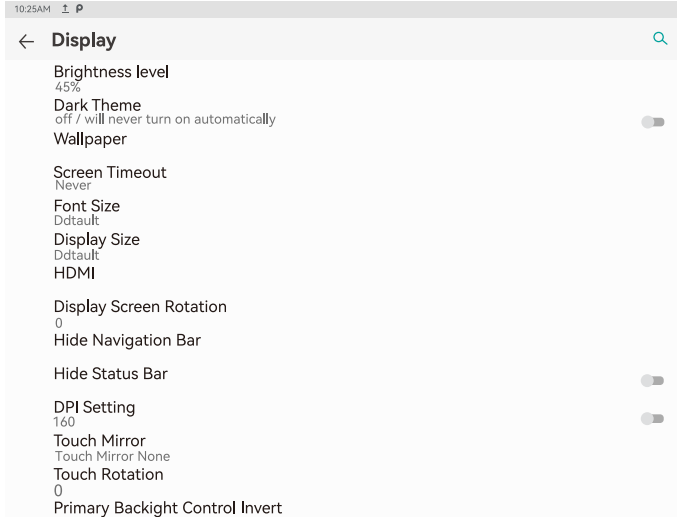 10:25AM
Display
Brightness level
45%
Dark Theme
off / will never turn on automatically
Wallpaper
Screen Timeout
Never
Font Size
Ddtault
Display Size
Ddtault
HDMI
Display Screen Rotation
0
Hide Navigation Bar
Hide Status Bar
DPI Setting
160
Touch Mirror
Touch Mirror None
Touch Rotation
0
Primary Backight Control Invert